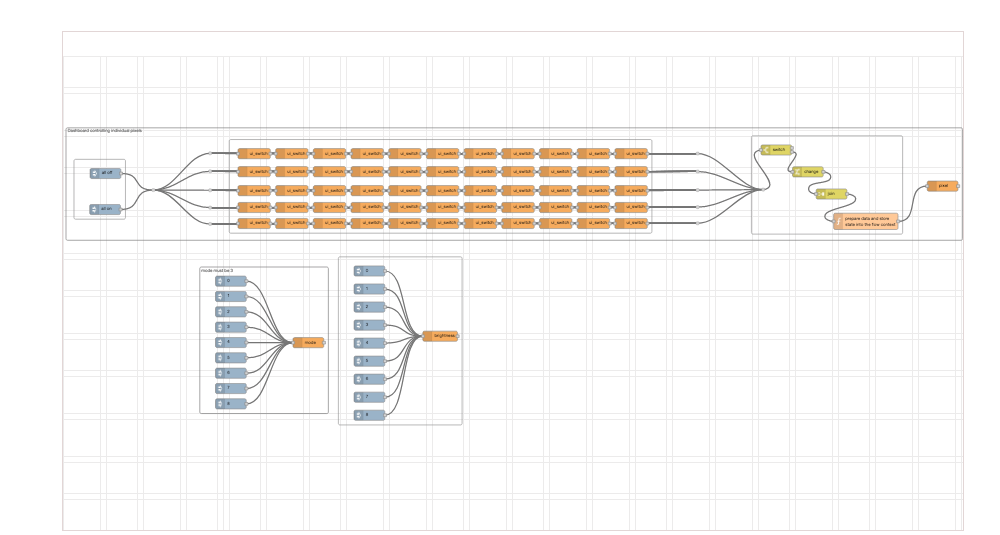 Dashboard controlling individual pixels
all off
all on
ui_switch ui_switch ui_switch ui_switch ui_switch ui_switch ui_switch ui_switch ui_switch ui_switch ui_switch
ui_switch ui_switch ui_switch ui_switch ui_switch ui_switch ui_switch ui_switch ui_switch ui_switch ui_switch
ui_switch ui_switch ui_switch ui_switch ui_switch ui_switch ui_switch ui_switch ui_switch ui_switch ui_switch
ui_switch ui_switch ui_switch ui_switch ui_switch ui_switch ui_switch ui_switch ui_switch ui_switch ui_switch
ui_switch ui_switch ui_switch ui_switch ui_switch ui_switch ui_switch ui_switch ui_switch ui_switch ui_switch
switch
change
join
prepare data and store
state into the flow context
pixel
mode must be 3
0
1
2
3
4
5
6
7
8
mode
0
1
2
3
4
5
6
7
8
brightness